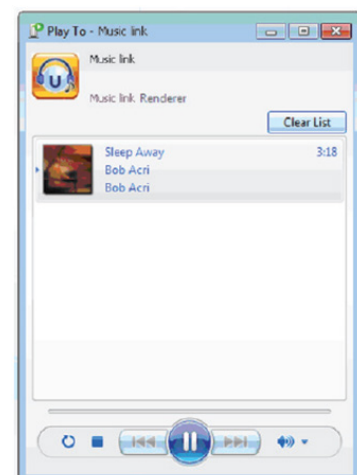 Play To - Music link
Music link
U
Music link Renderer
Clear List
Sleep Away 3:18
Bob Acri
Bob Acri